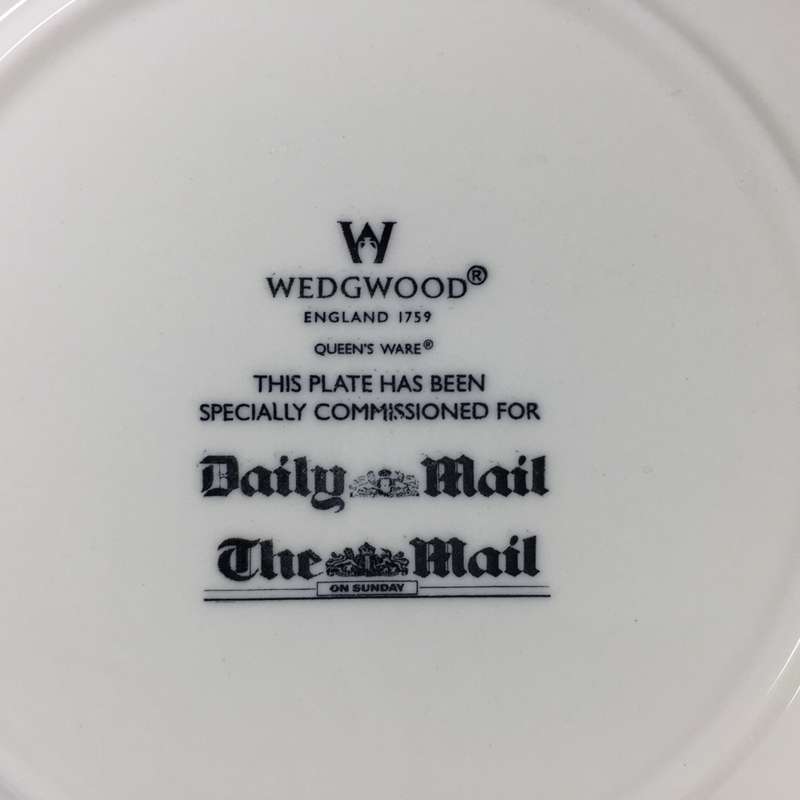 W
WEDGWOOD®
ENGLAND 1759
QUEEN'S WARE®
THIS PLATE HAS BEEN
SPECIALLY COMMISSIONED FOR
Daily Mail
The Mail
ON SUNDAY